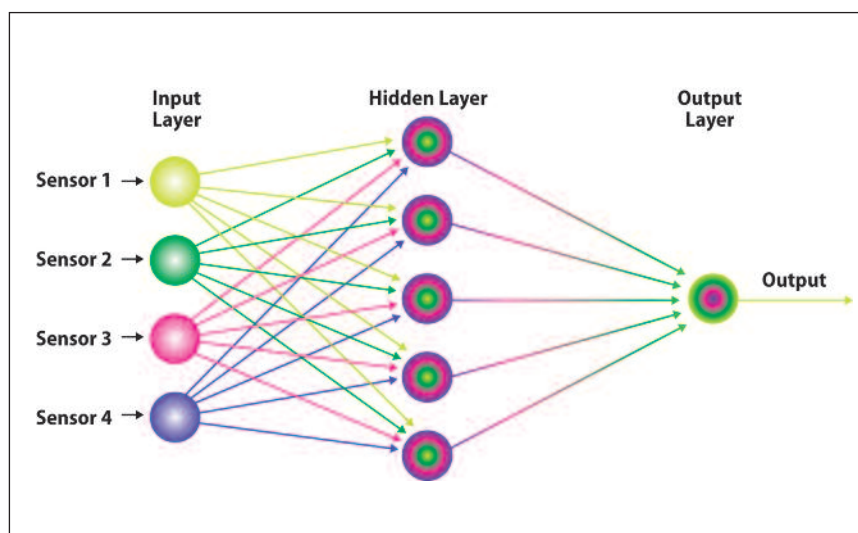 Input
Layer
Hidden Layer
Output
Layer
Sensor 1
Sensor 2
Sensor 3
Sensor 4
Output